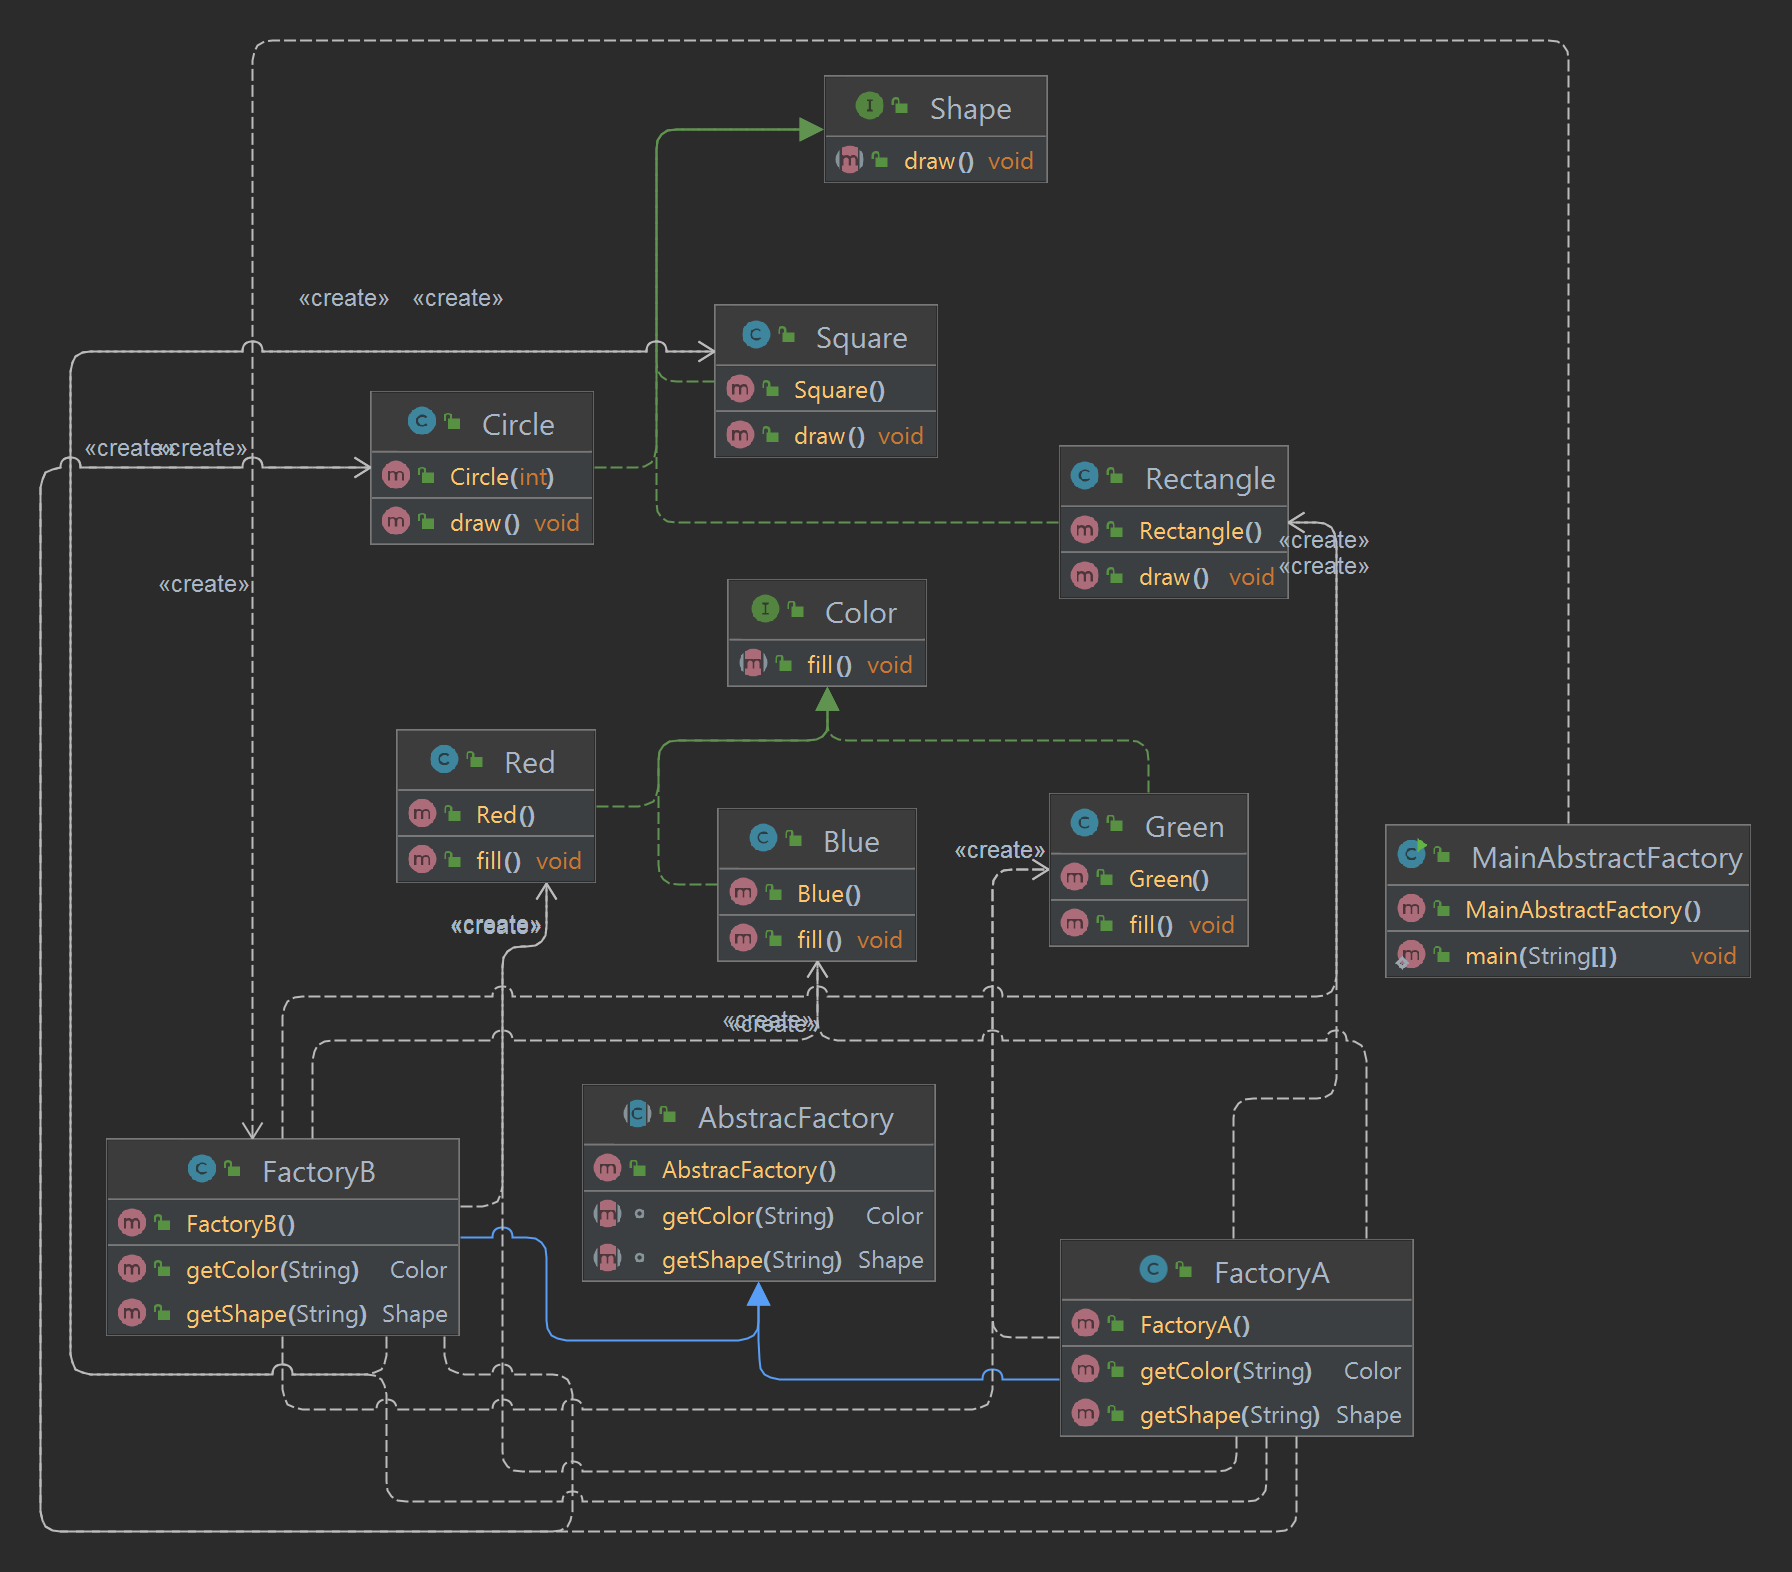 Shape
draw() void
«create» «create»
Square
Square()
draw() void
Circle
Circle(int)
draw() void
«create»
«create»
Rectangle
Rectangle()
draw() void
«create»
«create»
«create»
Color
fill() void
Red
Red()
fill() void
«create»
Blue
Blue()
fill() void
«create»
Green
Green()
fill() void
MainAbstractFactory
MainAbstractFactory()
main(String[]) void
«create»
«create»
AbstracFactory
AbstracFactory()
getColor(String) Color
getShape(String) Shape
FactoryB
FactoryB()
getColor(String) Color
getShape(String) Shape
FactoryA
FactoryA()
getColor(String) Color
getShape(String) Shape